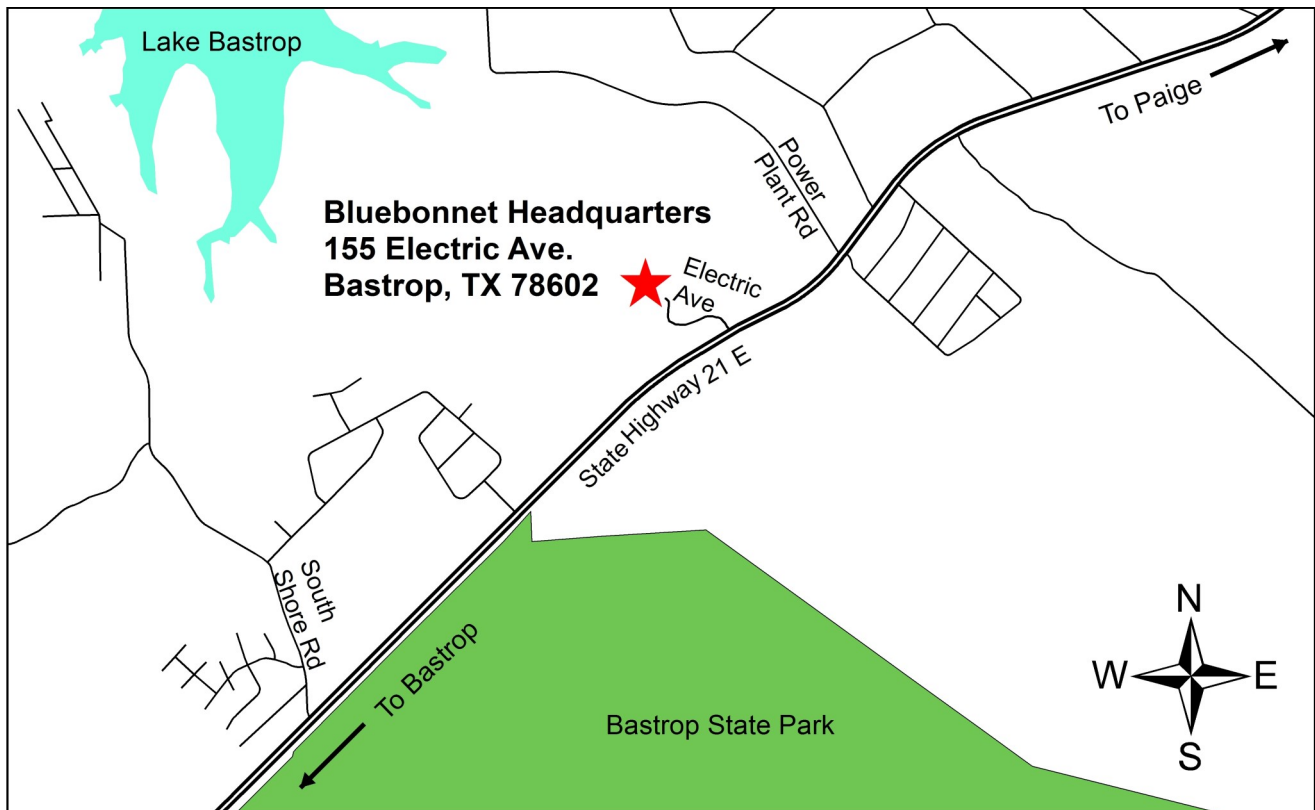 Lake Bastrop
To Paige
Power
Plant Rd
Bluebonnet Headquarters
155 Electric Ave.
Bastrop, TX 78602
Electric
Ave
State Highway 21 E
South
Shore Rd
To Bastrop
Bastrop State Park
N
W
E
S